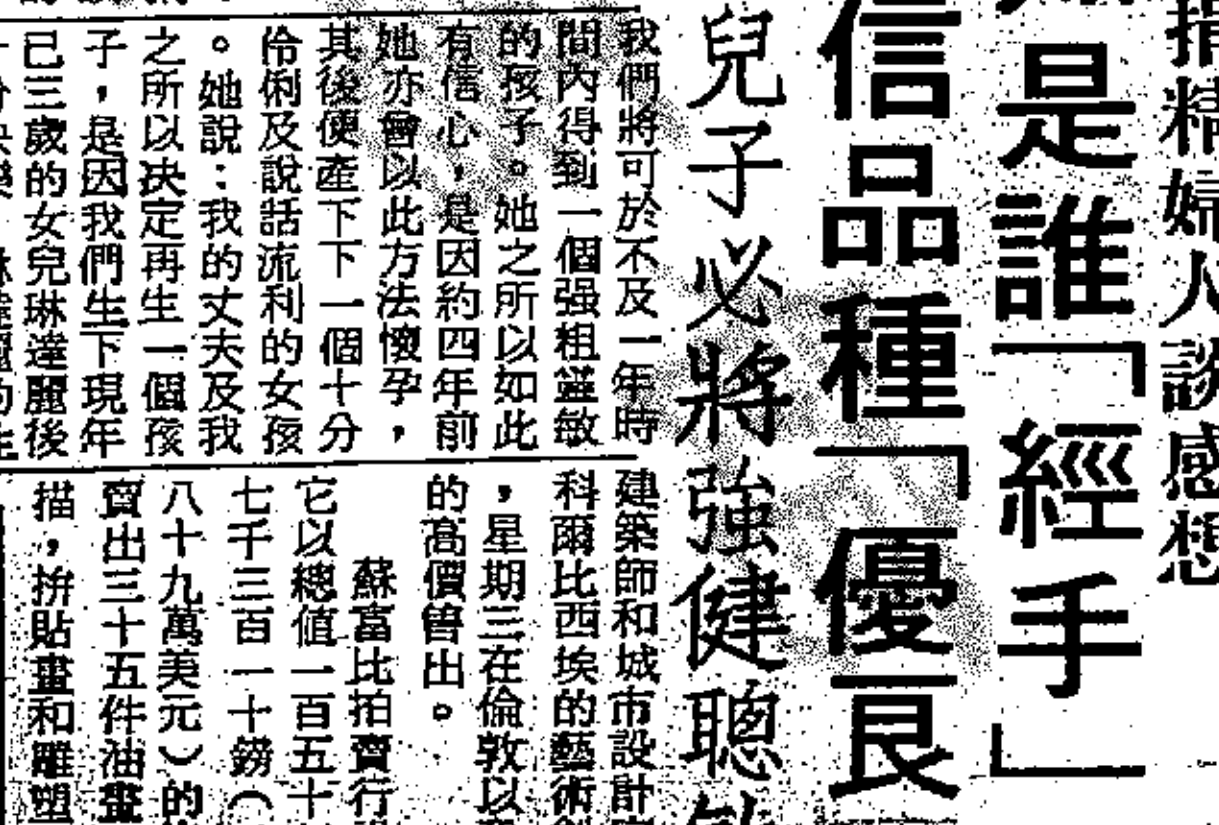 精婦人談感想
是誰「經手」
信品種「優良
兒子必將強健聰敏
我們將可於不及一年時
間內得到一個强粗靈敏
的孩子。她之所以如此
有信心，是因約四年前
她亦會以此方法懷孕，
其後便產下下一個十分
伶俐及說話流利的女孩
。她說：我的丈夫及我
之所以決定再生一個孩
子，是因我們生下現年
已三歲的女兒琳達麗後
建築師和城市設計
科爾比西埃的藝術
，星期三在倫敦以
的高價售出。
蘇富比拍賣行
它以總值一百五十
七千三百一十鎊（
八十九萬美元）的
賣出三十五件油畫
描，拚貼畫和雕塑